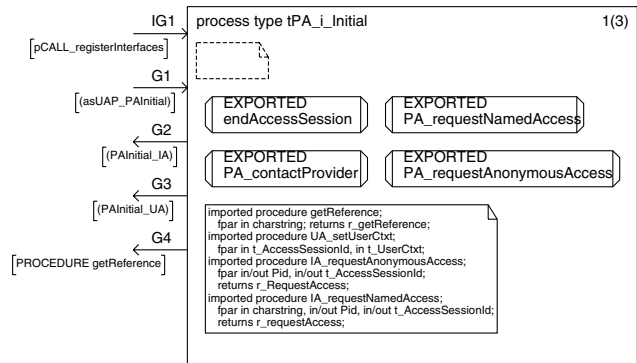 IG1
[pCALL_registerInterfaces]
G1
[(asUAP_PAInitial)]
G2
[(PAInitial_IA)]
G3
[(PAInitial_UA)]
G4
[PROCEDURE getReference]
process type tPA_i_Initial
1(3)
EXPORTED
endAccessSession
EXPORTED
PA_requestNamedAccess
EXPORTED
PA_contactProvider
EXPORTED
PA_requestAnonymousAccess
imported procedure getReference;
fpar in charstring; returns r_getReference;
imported procedure UA_setUserCtxt;
fpar in t_AccessSessionId, in t_UserCtxt;
imported procedure IA_requestAnonymousAccess;
fpar in/out Pid, in/out t_AccessSessionId;
returns r_RequestAccess;
imported procedure IA_requestNamedAccess;
fpar in charstring, in/out Pid, in/out t_AccessSessionId;
returns r_requestAccess;